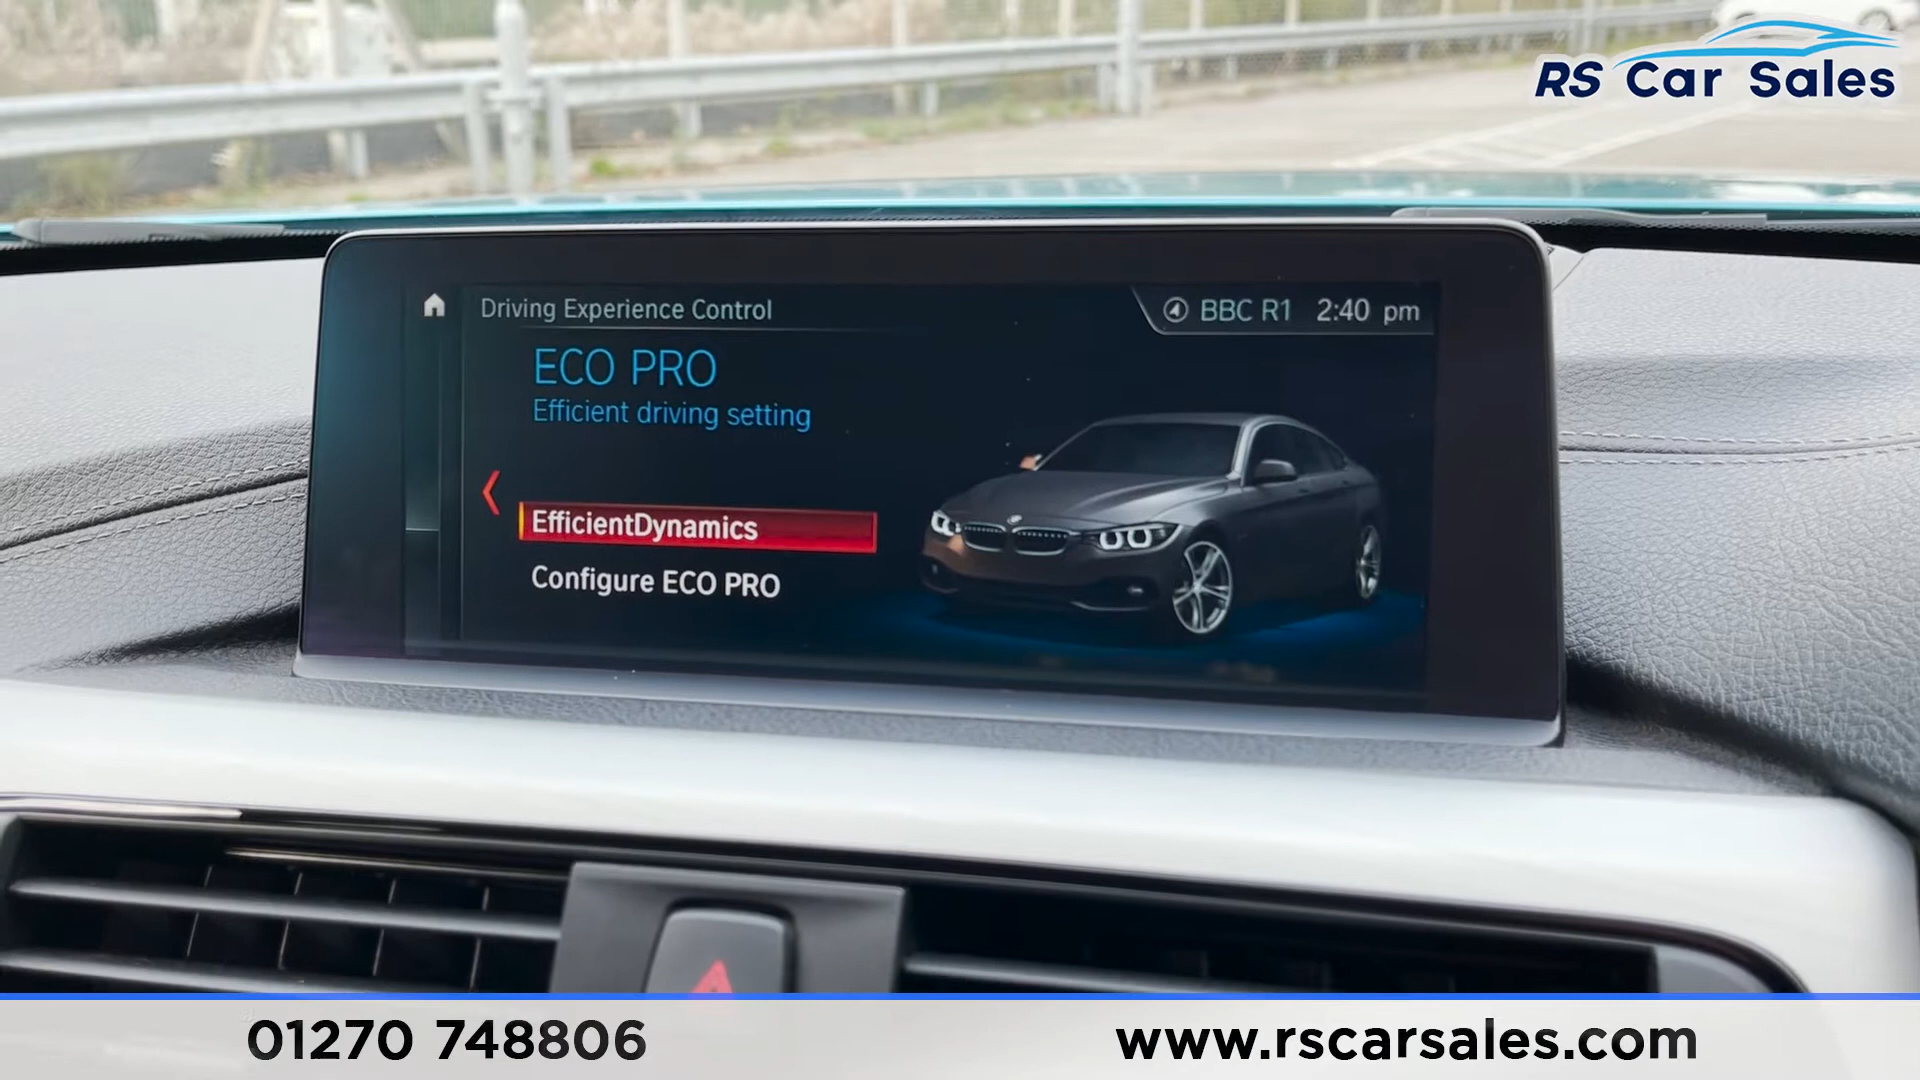 RS Car Sales
Driving Experience Control
BBC R1 2:40 pm
ECO PRO
Efficient driving setting
EfficientDynamics
Configure ECO PRO
01270 748806
www.rscarsales.com